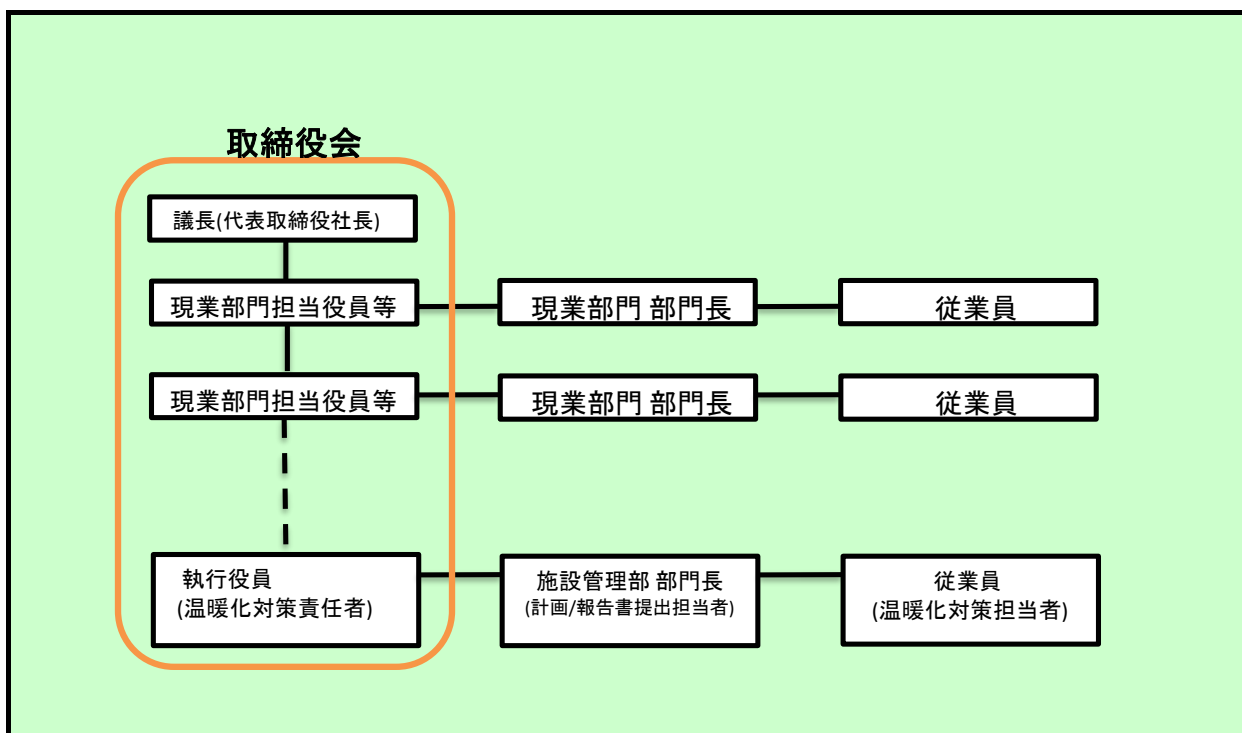 取締役会
議長(代表取締役社長)
現業部門担当役員等
現業部門 部門長
従業員
現業部門担当役員等
現業部門 部門長
従業員
執行役員
(温暖化対策責任者)
施設管理部 部門長
(計画/報告書提出担当者)
従業員
(温暖化対策担当者)